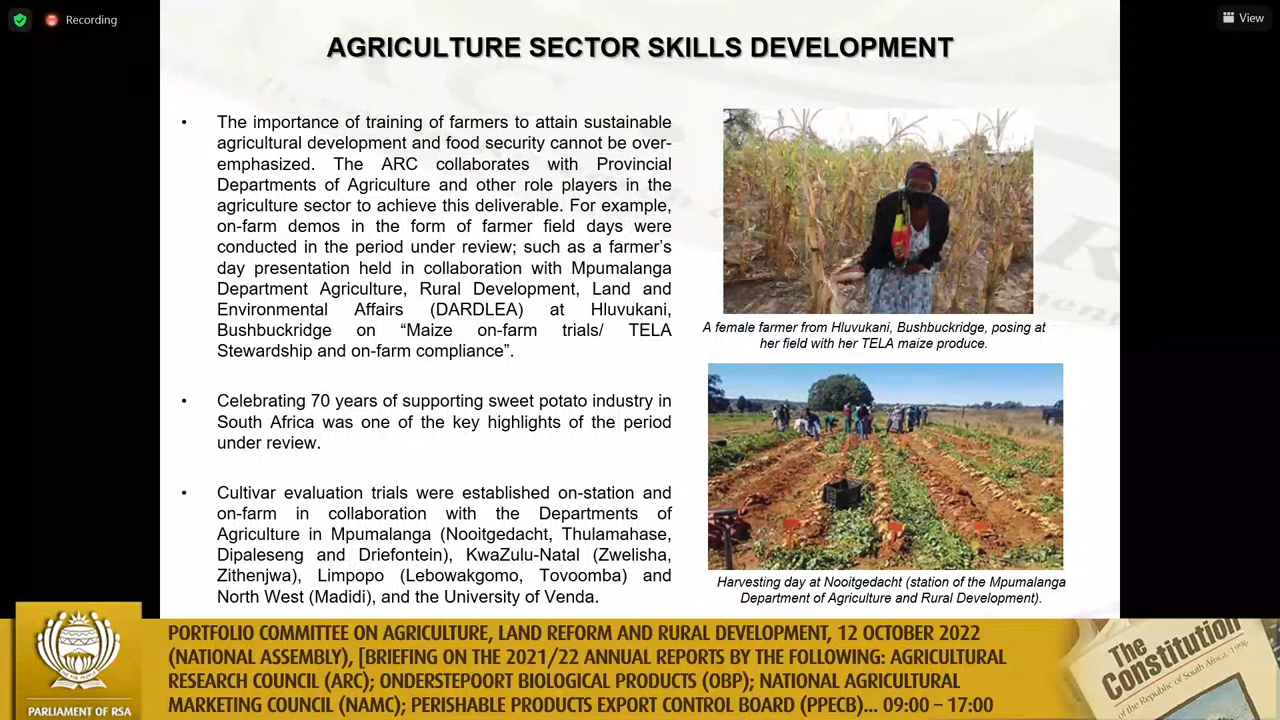 Recording
View
AGRICULTURE SECTOR SKILLS DEVELOPMENT
• The importance of training of farmers to attain sustainable
agricultural development and food security cannot be over-
emphasized. The ARC collaborates with Provincial
Departments of Agriculture and other role players in the
agriculture sector to achieve this deliverable. For example,
on-farm demos in the form of farmer field days were
conducted in the period under review; such as a farmer’s
day presentation held in collaboration with Mpumalanga
Department Agriculture, Rural Development, Land and
Environmental Affairs (DARDLEA) at Hluvukani,
Bushbuckridge on “Maize on-farm trials/ TELA
Stewardship and on-farm compliance”.
• Celebrating 70 years of supporting sweet potato industry in
South Africa was one of the key highlights of the period
under review.
• Cultivar evaluation trials were established on-station and
on-farm in collaboration with the Departments of
Agriculture in Mpumalanga (Nooitgedacht, Thulamahase,
Dipaleseng and Driefontein), KwaZulu-Natal (Zwelisha,
Zithenjwa), Limpopo (Lebowakgomo, Tovoomba) and
North West (Madidi), and the University of Venda.
A female farmer from Hluvukani, Bushbuckridge, posing at
her field with her TELA maize produce.
Harvesting day at Nooitgedacht (station of the Mpumalanga
Department of Agriculture and Rural Development).
PARLIAMENT OF RSA
PORTFOLIO COMMITTEE ON AGRICULTURE, LAND REFORM AND RURAL DEVELOPMENT, 12 OCTOBER 2022
(NATIONAL ASSEMBLY), [BRIEFING ON THE 2021/22 ANNUAL REPORTS BY THE FOLLOWING: AGRICULTURAL
RESEARCH COUNCIL (ARC); ONDERSTEPOORT BIOLOGICAL PRODUCTS (OBP); NATIONAL AGRICULTURAL
MARKETING COUNCIL (NAMC); PERISHABLE PRODUCTS EXPORT CONTROL BOARD (PPECB)... 09:00 – 17:00
The
Constitution
of the Republic of South Africa, 1996